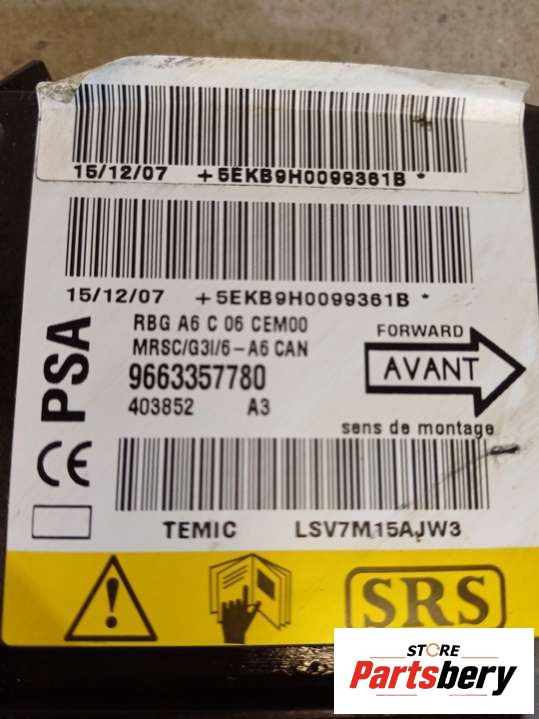 15/12/07 +5EKB9H0099361B *
15/12/07 +5EKB9H0099361B *
PSA
RBG A6 C 06 CEM00
MRSC/G3I/6-A6 CAN
9663357780
403852 A3
FORWARD
AVANT
sens de montage
CE
TEMIC LSV7M15AJW3
!
SRS
STORE
Partsbery